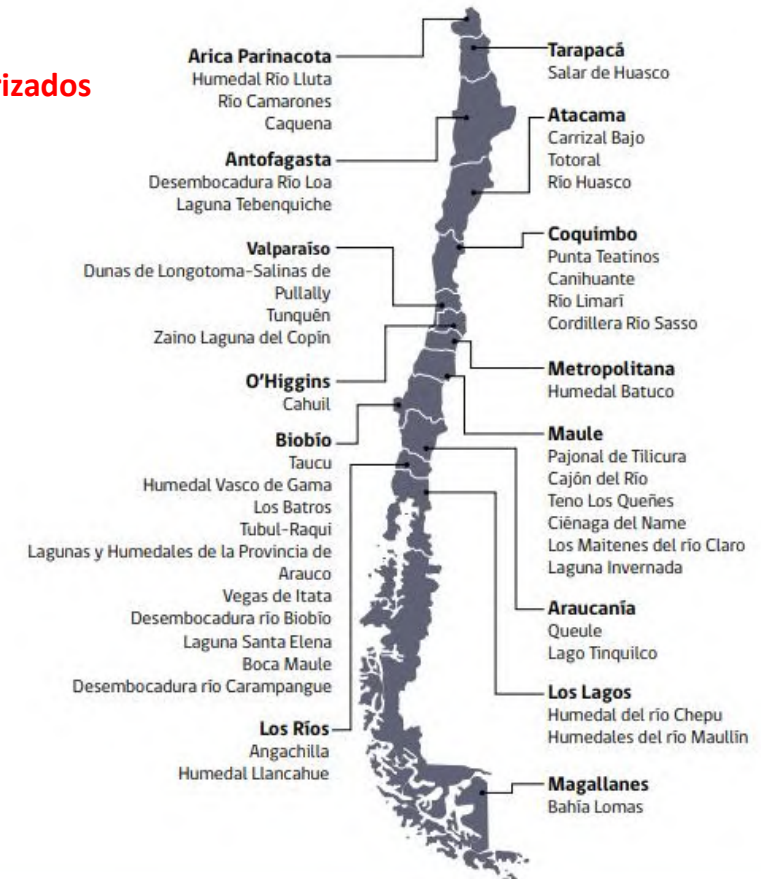 rizados
Arica Parinacota
Humedal Río Lluta
Río Camarones
Caquena
Antofagasta
Desembocadura Río Loa
Laguna Tebenquiche
Valparaíso
Dunas de Longotoma-Salinas de
Pullally
Tunquén
Zaino Laguna del Copín
O'Higgins
Cahuil
Biobío
Taucu
Humedal Vasco de Gama
Los Batros
Tubul-Raqui
Lagunas y Humedales de la Provincia de
Arauco
Vegas de Itata
Desembocadura río Biobío
Laguna Santa Elena
Boca Maule
Desembocadura río Carampangue
Los Ríos
Angachilla
Humedal Llancahue
Tarapacá
Salar de Huasco
Atacama
Carrizal Bajo
Totoral
Río Huasco
Coquimbo
Punta Teatinos
Canihuante
Río Limarí
Cordillera Río Sasso
Metropolitana
Humedal Batuco
Maule
Pajonal de Tilicura
Cajón del Río
Teno Los Queñes
Ciénaga del Name
Los Maitenes del río Claro
Laguna Invernada
Araucanía
Queule
Lago Tinquilco
Los Lagos
Humedal del río Chepu
Humedales del río Maullín
Magallanes
Bahía Lomas